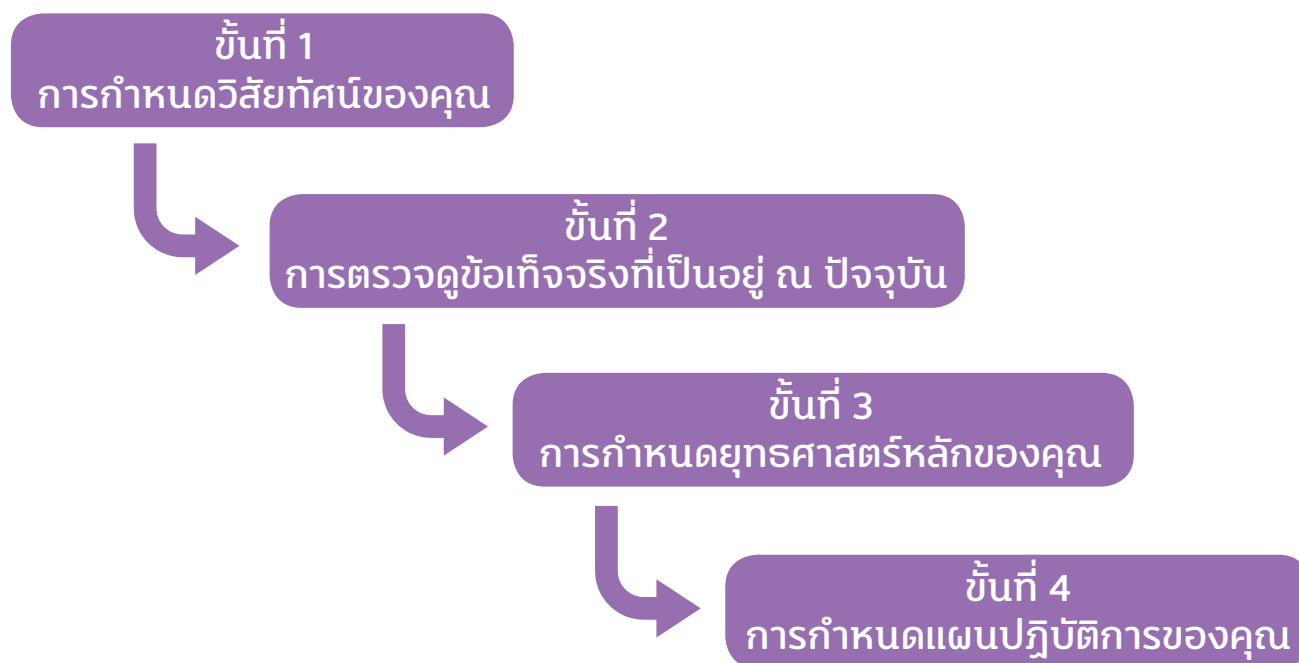 ขั้นที่ 1
การกำหนดวิสัยทัศน์ของคุณ
ขั้นที่ 2
การตรวจดูข้อเท็จจริงที่เป็นอยู่ ณ ปัจจุบัน
ขั้นที่ 3
การกำหนดยุทธศาสตร์หลักของคุณ
ขั้นที่ 4
การกำหนดแผนปฏิบัติการของคุณ